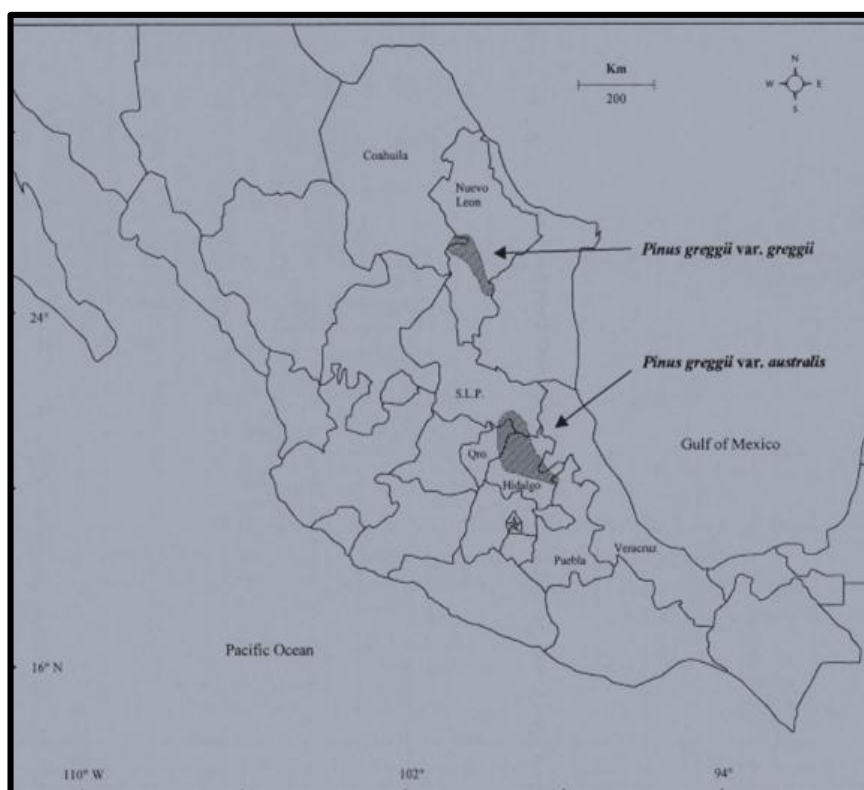 N
Km
W E
200
S
Coahuila
Nuevo
Leon
Pinus greggii var. greggii
24°
Pinus greggii var. australis
S.L.P.
Gulf of Mexico
Qro.
Hidalgo
Veracruz
Puebla
Pacific Ocean
16° N
110° W
102°
94°